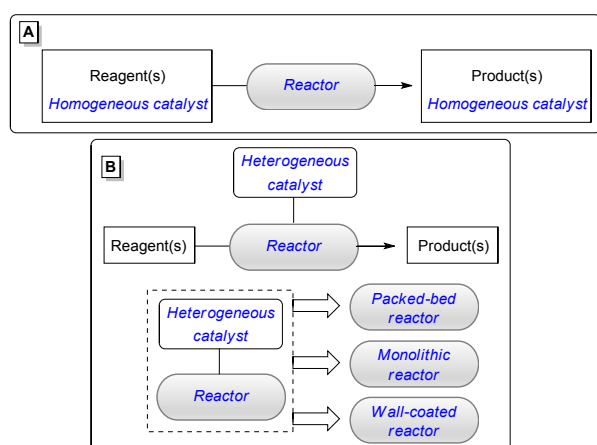 A
Reagent(s)
Homogeneous catalyst
Reactor
Product(s)
Homogeneous catalyst
B
Heterogeneous
catalyst
Reagent(s)
Reactor
Product(s)
Heterogeneous
catalyst
Reactor
Packed-bed
reactor
Monolithic
reactor
Wall-coated
reactor